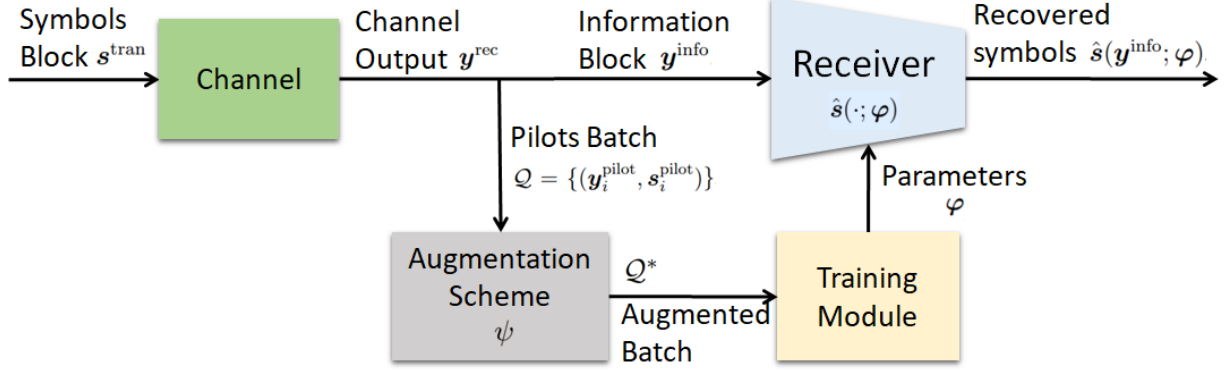 Symbols
Block s^tran
Channel
Channel
Output y^rec
Information
Block y^info
Receiver
ŝ(·; φ)
Recovered
symbols ŝ(y^info; φ)
Pilots Batch
Q = {(y_i^pilot, s_i^pilot)}
Parameters
φ
Augmentation
Scheme
ψ
Q*
Augmented
Batch
Training
Module